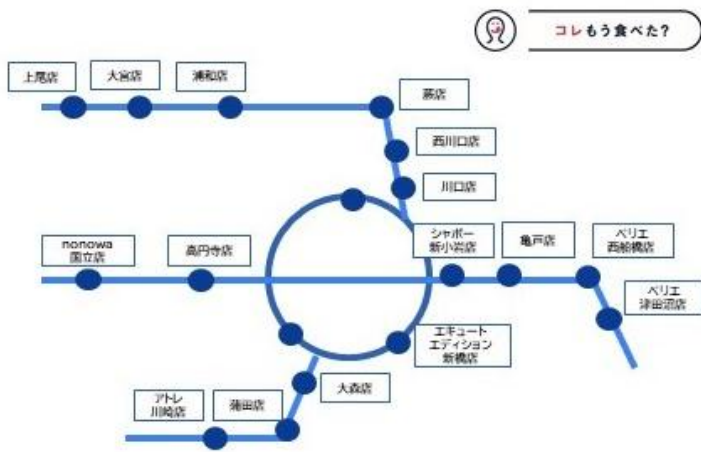 コレもう食べた?
上尾店
大宮店
浦和店
蕨店
西川口店
川口店
nonowa
国立店
高円寺店
シャポー
新小岩店
亀戸店
ペリエ
西船橋店
ペリエ
津田沼店
エキュート
エディション
新橋店
大森店
アトレ
川崎店
蒲田店